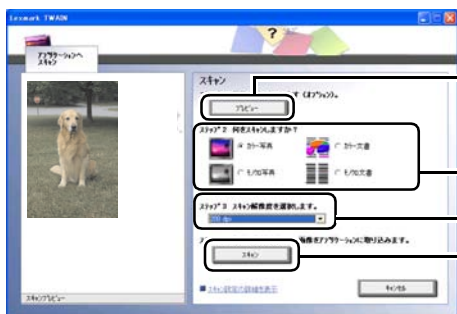 Lexmark TWAIN
アプリケーションへ
スキャン
スキャン
す (オプション)。
プレビュー
ステップ 2 何をスキャンしますか?
カラー写真
カラー文書
モノクロ写真
モノクロ文書
ステップ 3 スキャン解像度を選択します。
画像をアプリケーションに取り込みます。
スキャン
スキャン設定の詳細を表示
キャンセル
スキャンプレビュー